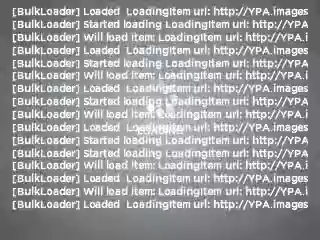 [BulkLoader] Loaded LoadingItem url: http://YPA.images
[BulkLoader] Started loading LoadingItem url: http://YPA
[BulkLoader] Will load item: LoadingItem url: http://YPA.i
[BulkLoader] Loaded LoadingItem url: http://YPA.images
[BulkLoader] Started loading LoadingItem url: http://YPA
[BulkLoader] Will load item: LoadingItem url: http://YPA.i
[BulkLoader] Loaded LoadingItem url: http://YPA.images
[BulkLoader] Started loading LoadingItem url: http://YPA
[BulkLoader] Will load item: LoadingItem url: http://YPA.i
[BulkLoader] Loaded LoadingItem url: http://YPA.images
LOADING
[BulkLoader] Started loading LoadingItem url: http://YPA
[BulkLoader] Started loading LoadingItem url: http://YPA
[BulkLoader] Will load item: LoadingItem url: http://YPA.i
[BulkLoader] Loaded LoadingItem url: http://YPA.images
[BulkLoader] Will load item: LoadingItem url: http://YPA.i
[BulkLoader] Loaded LoadingItem url: http://YPA.images